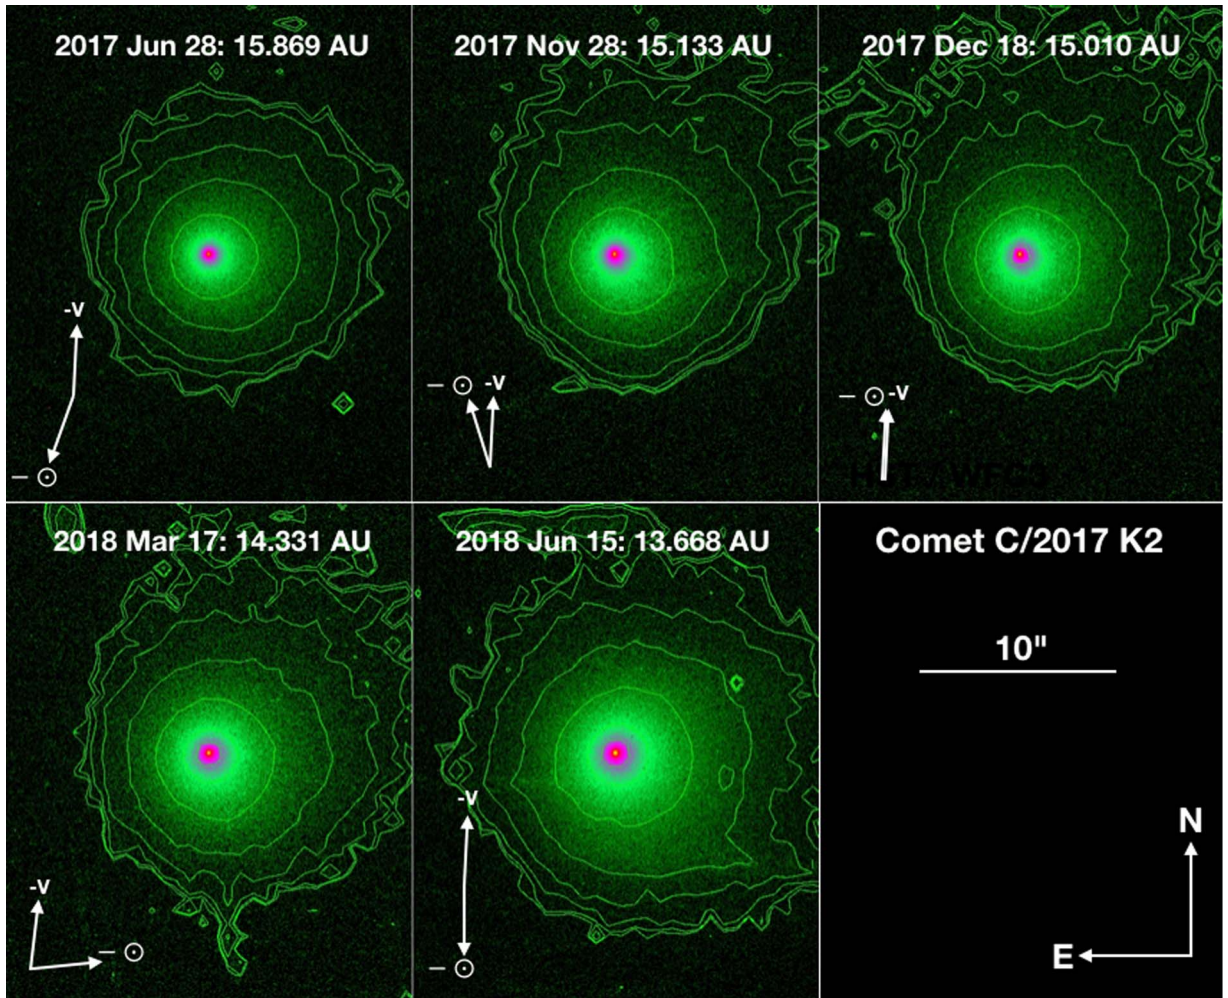 2017 Jun 28: 15.869 AU
2017 Nov 28: 15.133 AU
2017 Dec 18: 15.010 AU
-V
– ⊙
– ⊙ -V
– ⊙ -V
2018 Mar 17: 14.331 AU
2018 Jun 15: 13.668 AU
Comet C/2017 K2
10"
-V
– ⊙
-V
– ⊙
N
E